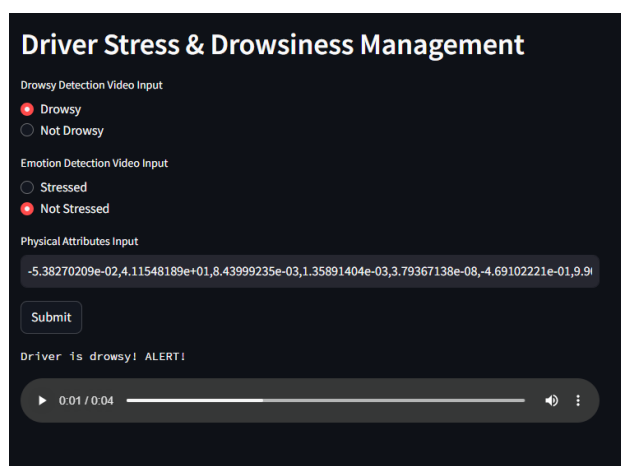 Driver Stress & Drowsiness Management
Drowsy Detection Video Input
Drowsy
Not Drowsy
Emotion Detection Video Input
Stressed
Not Stressed
Physical Attributes Input
-5.38270209e-02,4.11548189e+01,8.43999235e-03,1.35891404e-03,3.79367138e-08,-4.69102221e-01,9.9
Submit
Driver is drowsy! ALERT!
0:01 / 0:04